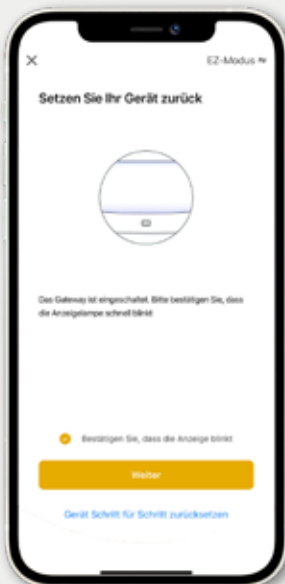 EZ-Modus ⇋
Setzen Sie Ihr Gerät zurück
Das Gateway ist eingeschaltet. Bitte bestätigen Sie, dass
die Anzeigelampe schnell blinkt
Bestätigen Sie, dass die Anzeige blinkt
Weiter
Gerät Schritt für Schritt zurücksetzen